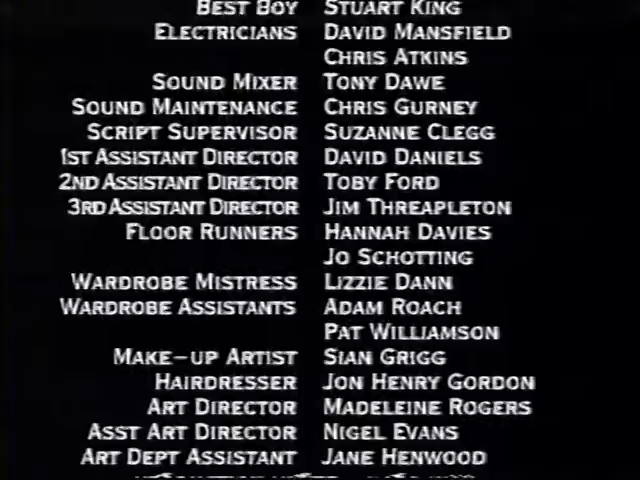 BEST BOY STUART KING
ELECTRICIANS DAVID MANSFIELD
CHRIS ATKINS
SOUND MIXER TONY DAWE
SOUND MAINTENANCE CHRIS GURNEY
SCRIPT SUPERVISOR SUZANNE CLEGG
1ST ASSISTANT DIRECTOR DAVID DANIELS
2ND ASSISTANT DIRECTOR TOBY FORD
3RD ASSISTANT DIRECTOR JIM THREAPLETON
FLOOR RUNNERS HANNAH DAVIES
JO SCHOTTING
WARDROBE MISTRESS LIZZIE DANN
WARDROBE ASSISTANTS ADAM ROACH
PAT WILLIAMSON
MAKE-UP ARTIST SIAN GRIGG
HAIRDRESSER JON HENRY GORDON
ART DIRECTOR MADELEINE ROGERS
ASST ART DIRECTOR NIGEL EVANS
ART DEPT ASSISTANT JANE HENWOOD